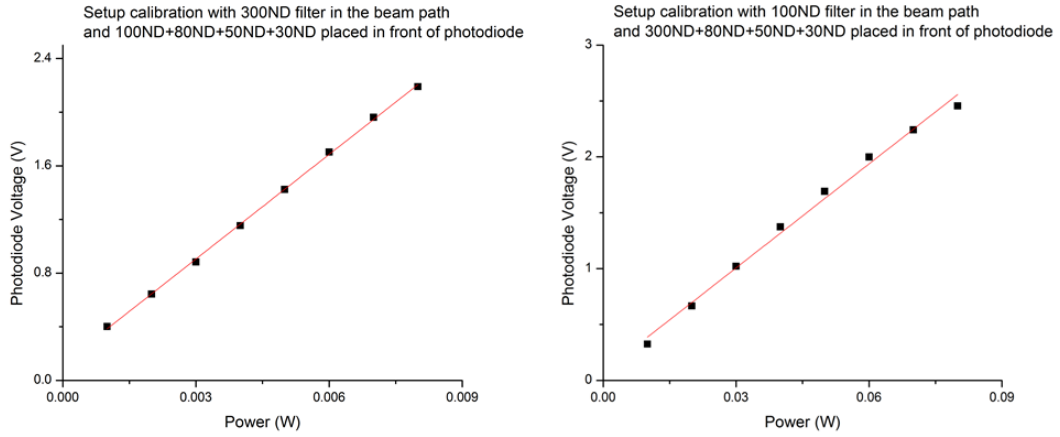 Setup calibration with 300ND filter in the beam path
and 100ND+80ND+50ND+30ND placed in front of photodiode
2.4
1.6
0.8
0.0
Photodiode Voltage (V)
0.000
0.003
0.006
0.009
Power (W)
Setup calibration with 100ND filter in the beam path
and 300ND+80ND+50ND+30ND placed in front of photodiode
3
2
1
0
Photodiode Voltage (V)
0.00
0.03
0.06
0.09
Power (W)